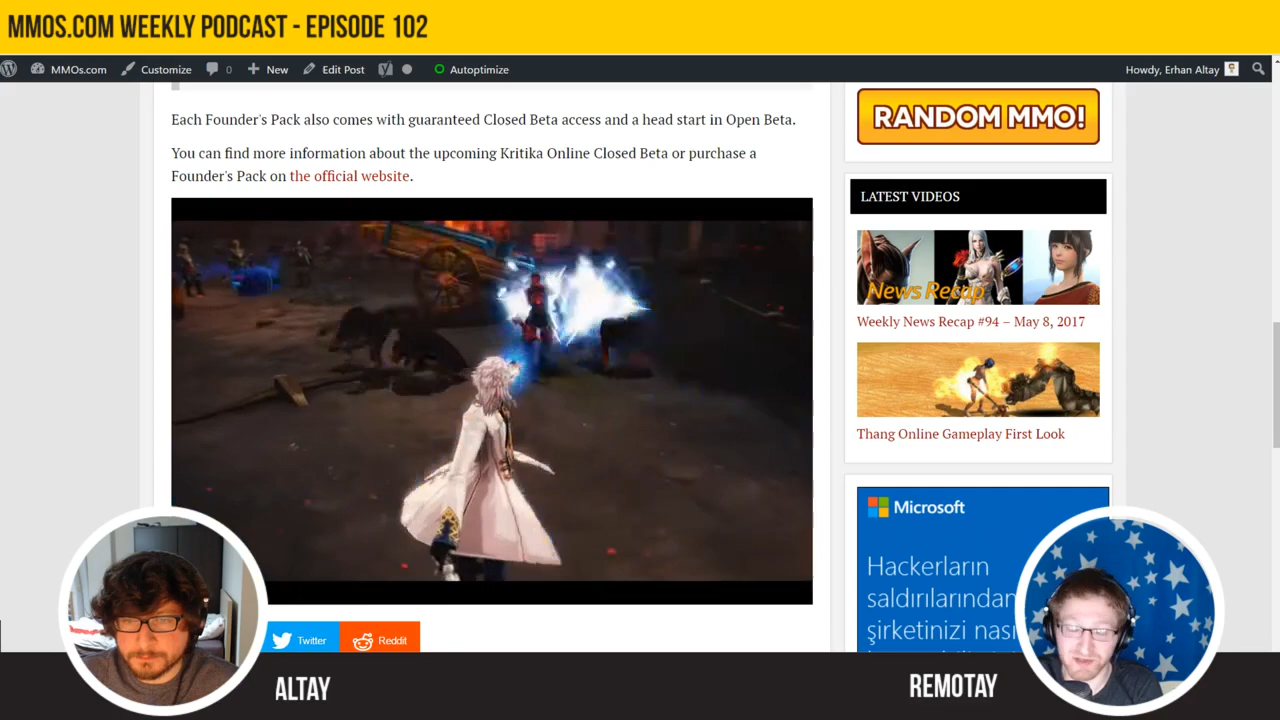 MMOS.COM WEEKLY PODCAST - EPISODE 102
MMOs.com Customize 0 New Edit Post Autoptimize Howdy, Erhan Altay
Each Founder's Pack also comes with guaranteed Closed Beta access and a head start in Open Beta.
You can find more information about the upcoming Kritika Online Closed Beta or purchase a
Founder's Pack on the official website.
RANDOM MMO!
LATEST VIDEOS
News Recap
Weekly News Recap #94 – May 8, 2017
Thang Online Gameplay First Look
Microsoft
Hackerların
saldırılarından
şirketinizi
Twitter Reddit
ALTAY
REMOTAY